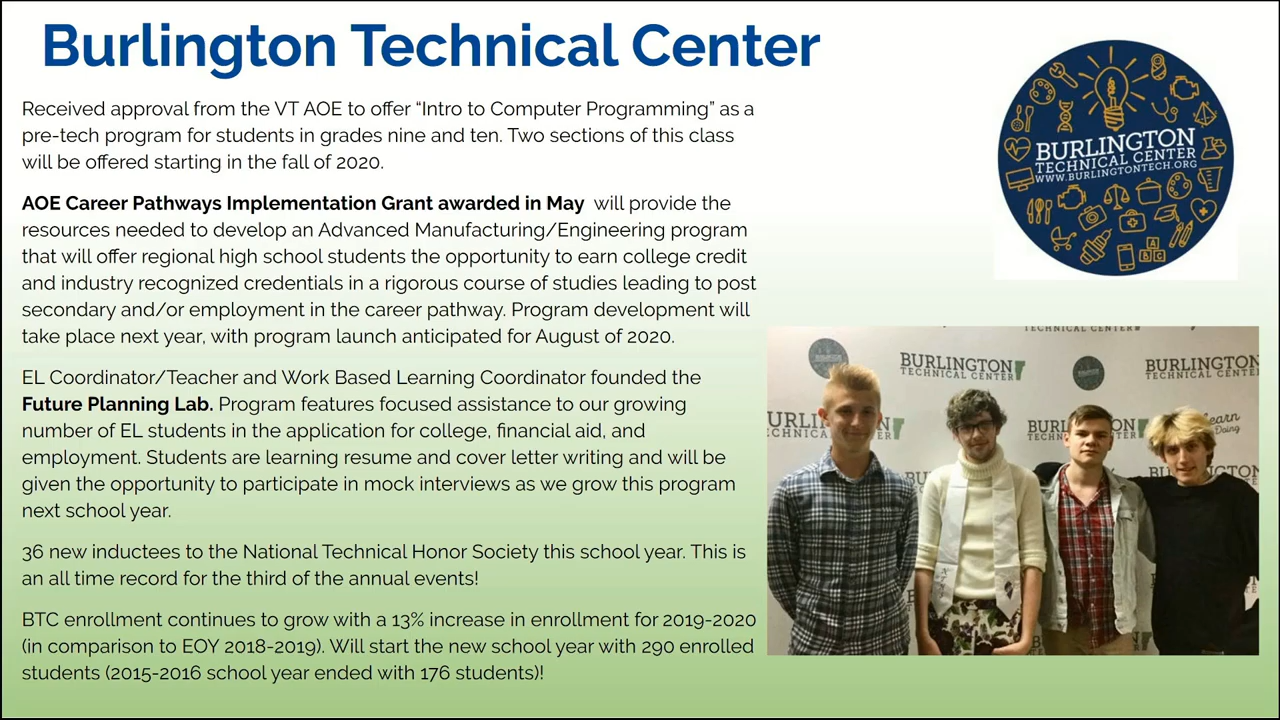 Burlington Technical Center
Received approval from the VT AOE to offer “Intro to Computer Programming” as a
pre-tech program for students in grades nine and ten. Two sections of this class
will be offered starting in the fall of 2020.
AOE Career Pathways Implementation Grant awarded in May will provide the
resources needed to develop an Advanced Manufacturing/Engineering program
that will offer regional high school students the opportunity to earn college credit
and industry recognized credentials in a rigorous course of studies leading to post
secondary and/or employment in the career pathway. Program development will
take place next year, with program launch anticipated for August of 2020.
EL Coordinator/Teacher and Work Based Learning Coordinator founded the
Future Planning Lab. Program features focused assistance to our growing
number of EL students in the application for college, financial aid, and
employment. Students are learning resume and cover letter writing and will be
given the opportunity to participate in mock interviews as we grow this program
next school year.
36 new inductees to the National Technical Honor Society this school year. This is
an all time record for the third of the annual events!
BTC enrollment continues to grow with a 13% increase in enrollment for 2019-2020
(in comparison to EOY 2018-2019). Will start the new school year with 290 enrolled
students (2015-2016 school year ended with 176 students)!
BURLINGTON
TECHNICAL CENTER
WWW.BURLINGTONTECH.ORG
A
B C
TECHNICAL CENTER
BURLINGTON
TECHNICAL CENTER
BURLINGTON
TECHNICAL CENTER